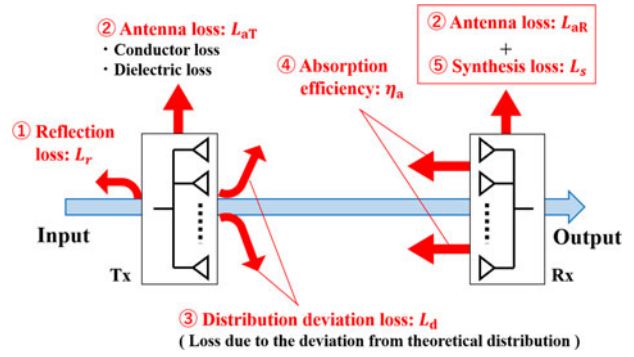 ② Antenna loss: LaT
・Conductor loss
・Dielectric loss
② Antenna loss: LaR
+
⑤ Synthesis loss: Ls
④ Absorption
efficiency: ηa
① Reflection
loss: Lr
Input
Output
Tx
Rx
③ Distribution deviation loss: Ld
( Loss due to the deviation from theoretical distribution )